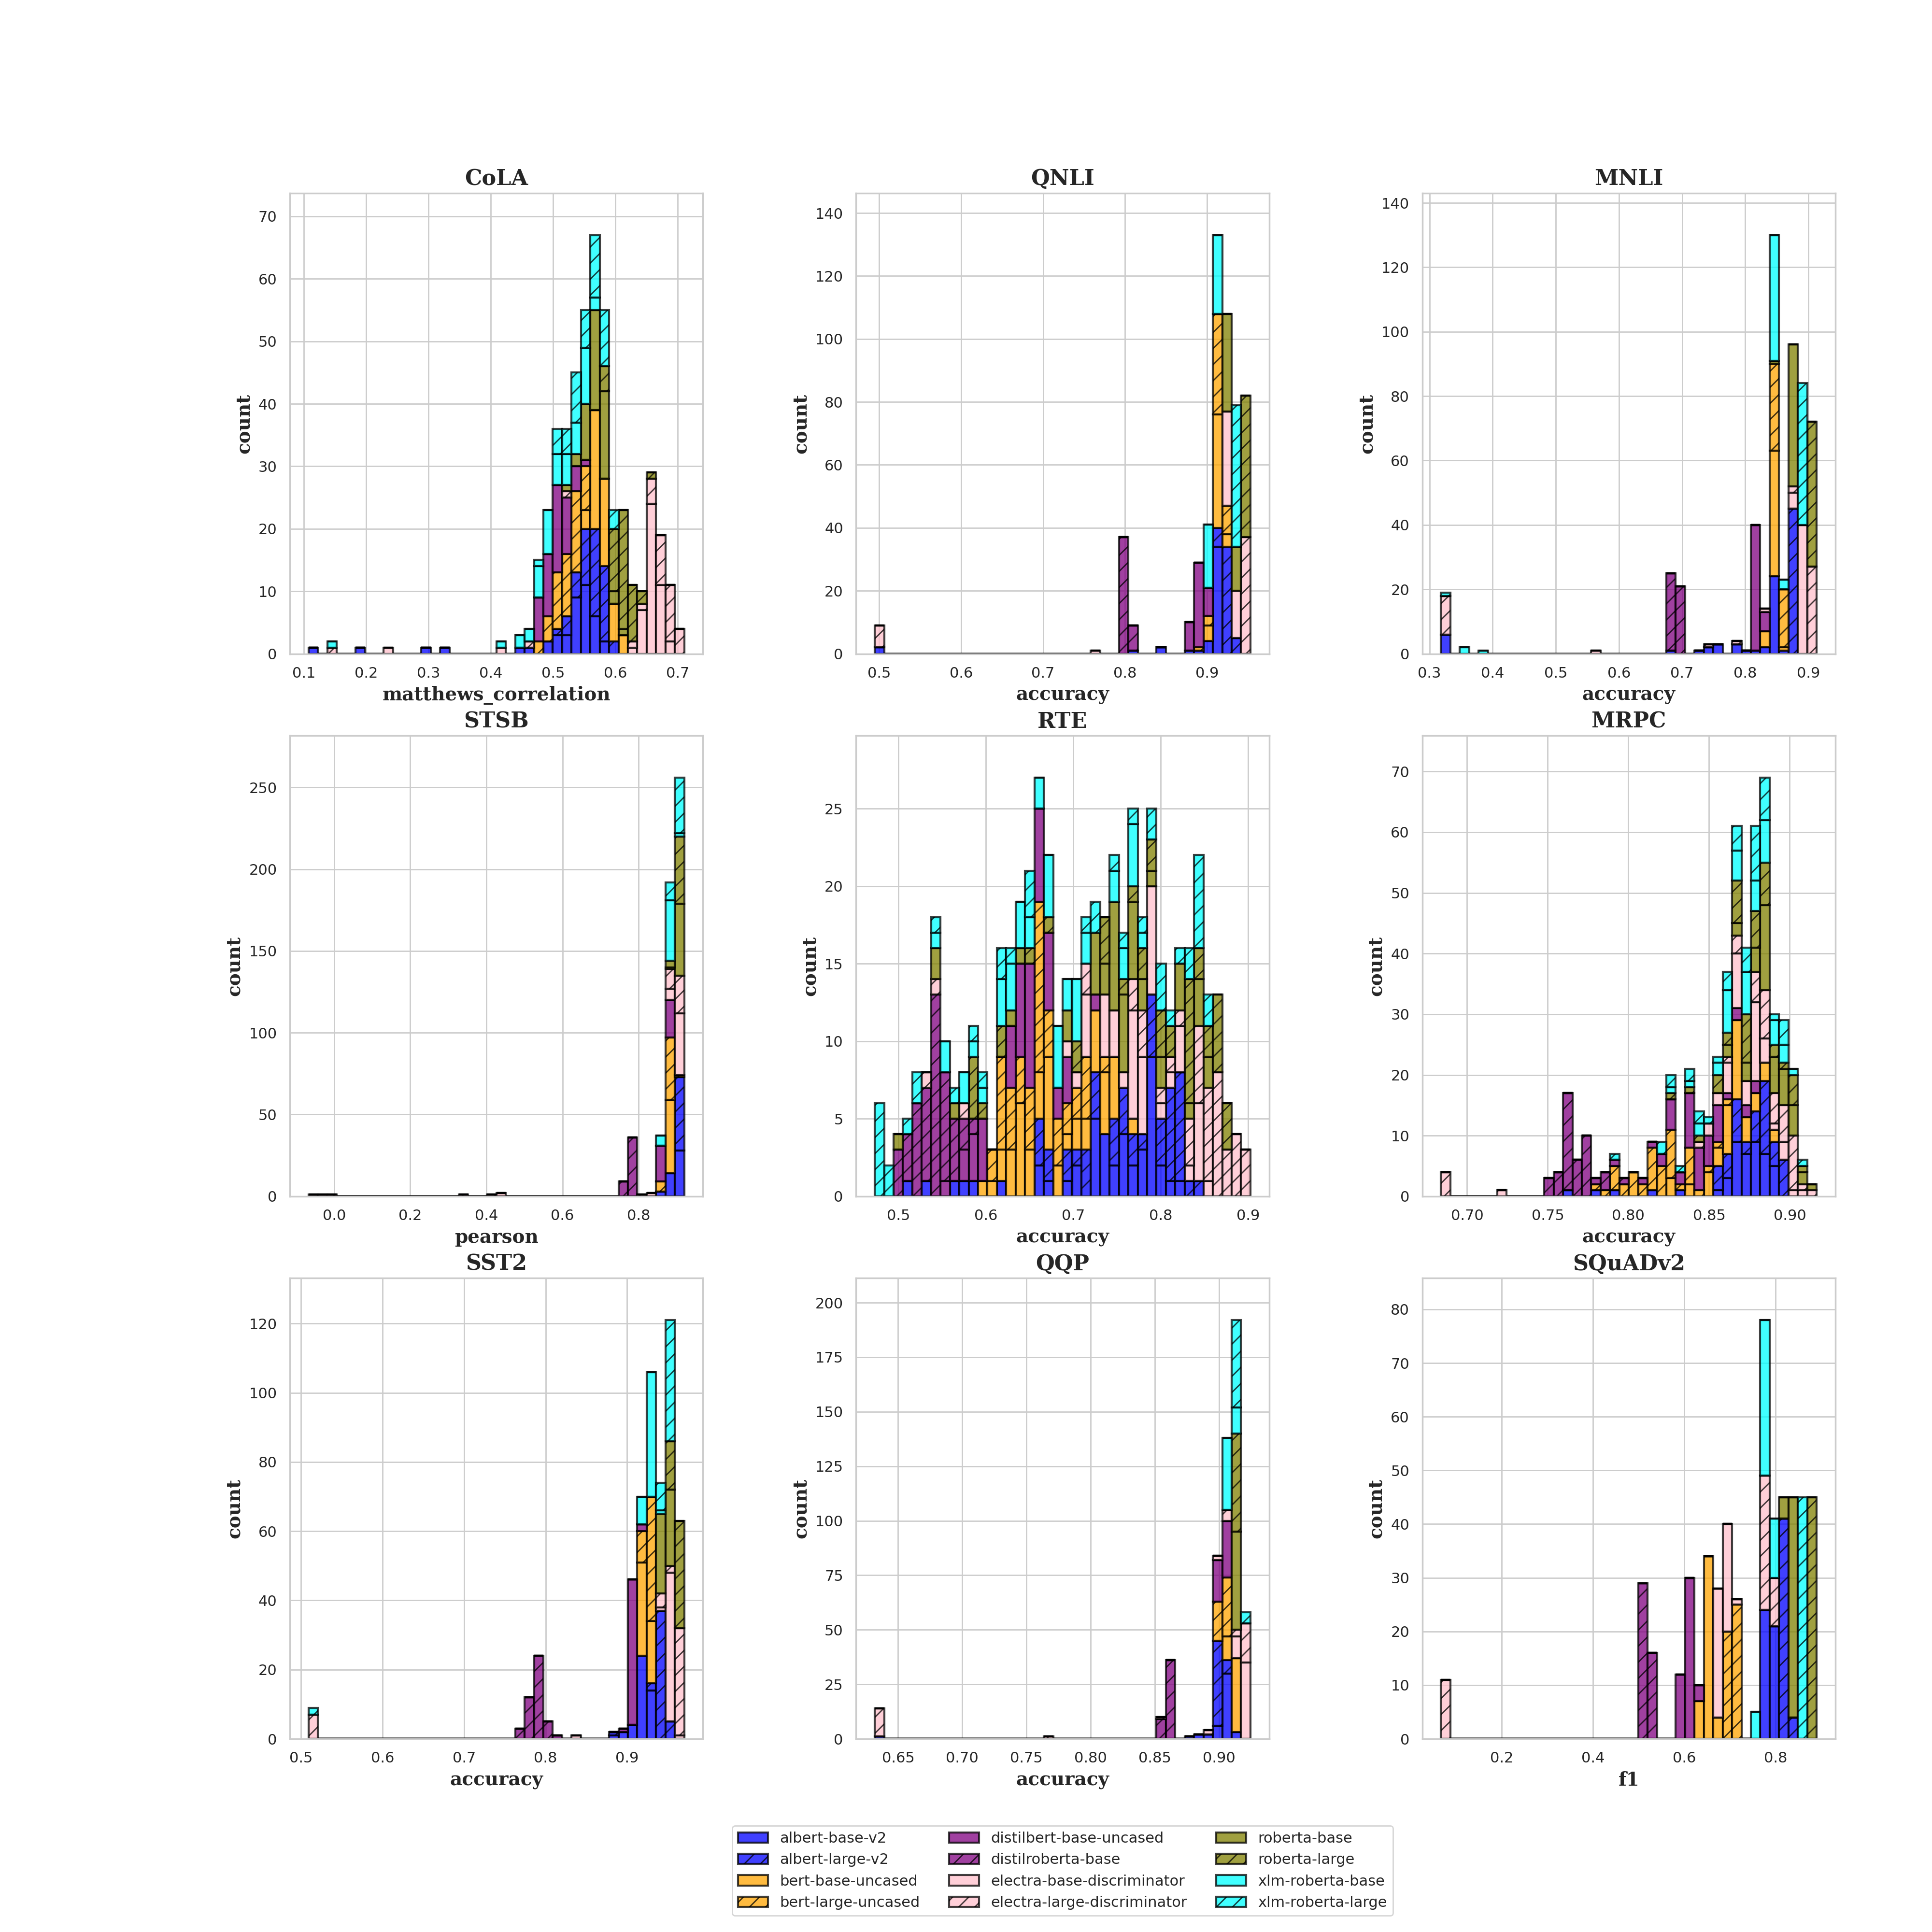 CoLA
70
60
50
40
30
20
10
0
count
0.1 0.2 0.3 0.4 0.5 0.6 0.7
matthews_correlation
QNLI
140
120
100
80
60
40
20
0
count
0.5 0.6 0.7 0.8 0.9
accuracy
MNLI
140
120
100
80
60
40
20
0
count
0.3 0.4 0.5 0.6 0.7 0.8 0.9
accuracy
STSB
250
200
150
100
50
0
count
0.0 0.2 0.4 0.6 0.8
pearson
RTE
25
20
15
10
5
0
count
0.5 0.6 0.7 0.8 0.9
accuracy
MRPC
70
60
50
40
30
20
10
0
count
0.70 0.75 0.80 0.85 0.90
accuracy
SST2
120
100
80
60
40
20
0
count
0.5 0.6 0.7 0.8 0.9
accuracy
QQP
200
175
150
125
100
75
50
25
0
count
0.65 0.70 0.75 0.80 0.85 0.90
accuracy
SQuADv2
80
70
60
50
40
30
20
10
0
count
0.2 0.4 0.6 0.8
f1
albert-base-v2
albert-large-v2
bert-base-uncased
bert-large-uncased
distilbert-base-uncased
distilroberta-base
electra-base-discriminator
electra-large-discriminator
roberta-base
roberta-large
xlm-roberta-base
xlm-roberta-large